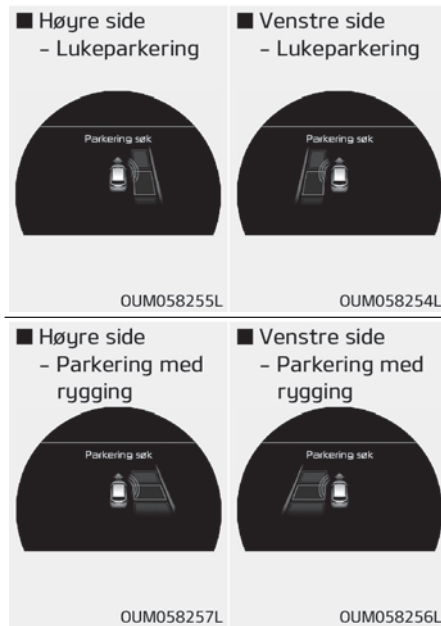 ■ Høyre side
– Lukeparkering
Parkering søk
OUM058255L
■ Venstre side
– Lukeparkering
Parkering søk
OUM058254L
■ Høyre side
– Parkering med
rygging
Parkering søk
OUM058257L
■ Venstre side
– Parkering med
rygging
Parkering søk
OUM058256L